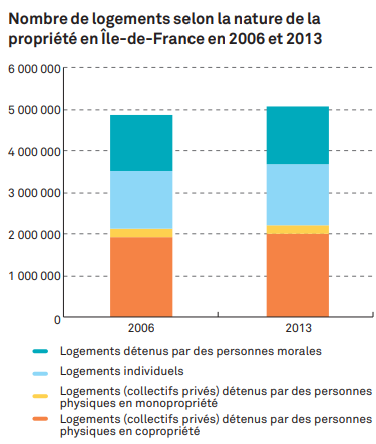 Nombre de logements selon la nature de la
propriété en Île-de-France en 2006 et 2013
6 000 000
5 000 000
4 000 000
3 000 000
2 000 000
1 000 000
0
2006
2013
Logements détenus par des personnes morales
Logements individuels
Logements (collectifs privés) détenus par des personnes
physiques en monopropriété
Logements (collectifs privés) détenus par des personnes
physiques en copropriété